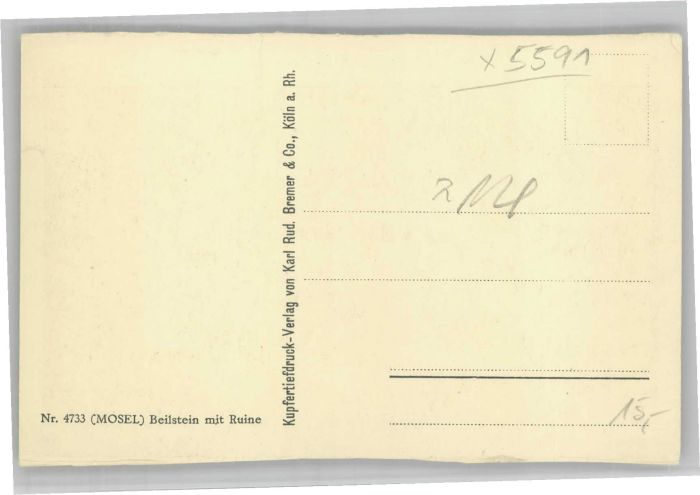 x 5591
Kupfertiefdruck-Verlag von Karl Rud. Bremer & Co., Köln a. Rh.
Nr. 4733 (MOSEL) Beilstein mit Ruine
15,-